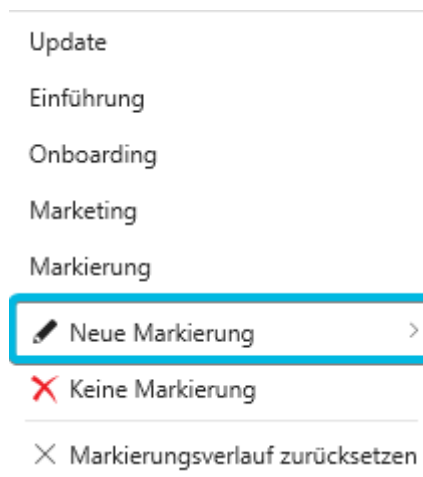 Update
Einführung
Onboarding
Marketing
Markierung
Neue Markierung
Keine Markierung
Markierungsverlauf zurücksetzen